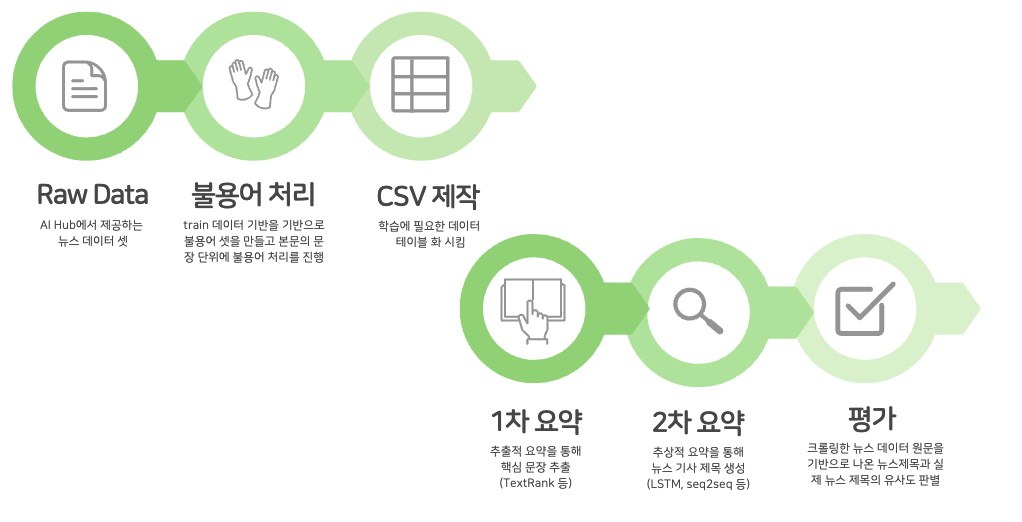 Raw Data
AI Hub에서 제공하는
뉴스 데이터 셋
불용어 처리
train 데이터 기반을 기반으로
불용어 셋을 만들고 본문의 문
장 단위에 불용어 처리를 진행
CSV 제작
학습에 필요한 데이터
테이블 화 시킴
1차 요약
추출적 요약을 통해
핵심 문장 추출
(TextRank 등)
2차 요약
추상적 요약을 통해
뉴스 기사 제목 생성
(LSTM, seq2seq 등)
평가
크롤링한 뉴스 데이터 원문을
기반으로 나온 뉴스제목과 실
제 뉴스 제목의 유사도 판별